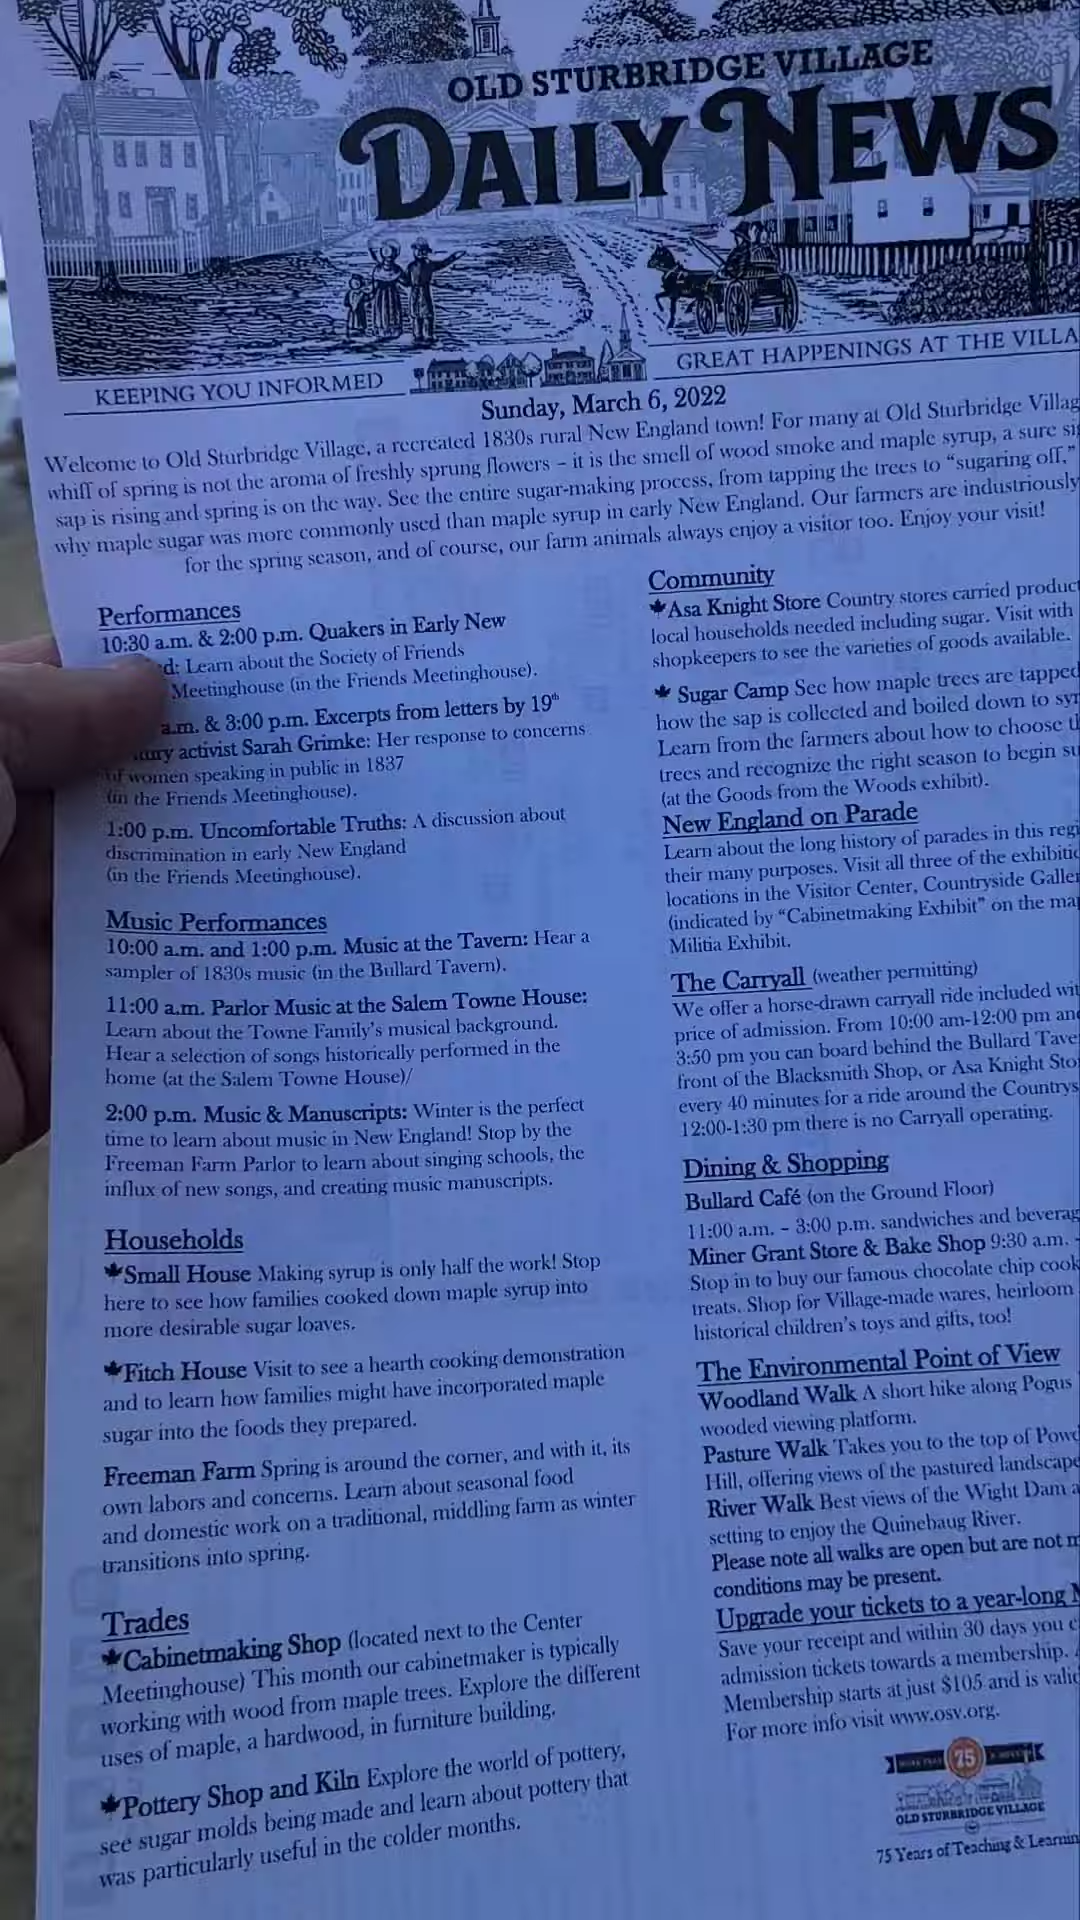 OLD STURBRIDGE VILLAGE
DAILY NEWS
KEEPING YOU INFORMED
GREAT HAPPENINGS AT THE VILLA
Sunday, March 6, 2022
Welcome to Old Sturbridge Village, a recreated 1830s rural New England town! For many at Old Sturbridge Villag
whiff of spring is not the aroma of freshly sprung flowers – it is the smell of wood smoke and maple syrup, a sure si
sap is rising and spring is on the way. See the entire sugar-making process, from tapping the trees to “sugaring off,”
why maple sugar was more commonly used than maple syrup in early New England. Our farmers are industriously
for the spring season, and of course, our farm animals always enjoy a visitor too. Enjoy your visit!
Performances
10:30 a.m. & 2:00 p.m. Quakers in Early New
d: Learn about the Society of Friends
Meetinghouse (in the Friends Meetinghouse).
a.m. & 3:00 p.m. Excerpts from letters by 19th
tury activist Sarah Grimke: Her response to concerns
of women speaking in public in 1837
(in the Friends Meetinghouse).
1:00 p.m. Uncomfortable Truths: A discussion about
discrimination in early New England
(in the Friends Meetinghouse).
Music Performances
10:00 a.m. and 1:00 p.m. Music at the Tavern: Hear a
sampler of 1830s music (in the Bullard Tavern).
11:00 a.m. Parlor Music at the Salem Towne House:
Learn about the Towne Family’s musical background.
Hear a selection of songs historically performed in the
home (at the Salem Towne House)/
2:00 p.m. Music & Manuscripts: Winter is the perfect
time to learn about music in New England! Stop by the
Freeman Farm Parlor to learn about singing schools, the
influx of new songs, and creating music manuscripts.
Households
Small House Making syrup is only half the work! Stop
here to see how families cooked down maple syrup into
more desirable sugar loaves.
Fitch House Visit to see a hearth cooking demonstration
and to learn how families might have incorporated maple
sugar into the foods they prepared.
Freeman Farm Spring is around the corner, and with it, its
own labors and concerns. Learn about seasonal food
and domestic work on a traditional, middling farm as winter
transitions into spring.
Trades
Cabinetmaking Shop (located next to the Center
Meetinghouse) This month our cabinetmaker is typically
working with wood from maple trees. Explore the different
uses of maple, a hardwood, in furniture building.
Pottery Shop and Kiln Explore the world of pottery,
see sugar molds being made and learn about pottery that
was particularly useful in the colder months.
Community
Asa Knight Store Country stores carried product
local households needed including sugar. Visit with
shopkeepers to see the varieties of goods available.
Sugar Camp See how maple trees are tapped
how the sap is collected and boiled down to syr
Learn from the farmers about how to choose th
trees and recognize the right season to begin su
(at the Goods from the Woods exhibit).
New England on Parade
Learn about the long history of parades in this regi
their many purposes. Visit all three of the exhibitio
locations in the Visitor Center, Countryside Galler
(indicated by “Cabinetmaking Exhibit” on the map
Militia Exhibit.
The Carryall (weather permitting)
We offer a horse-drawn carryall ride included wit
price of admission. From 10:00 am-12:00 pm and
3:50 pm you can board behind the Bullard Tave
front of the Blacksmith Shop, or Asa Knight Sto
every 40 minutes for a ride around the Countrys
12:00-1:30 pm there is no Carryall operating.
Dining & Shopping
Bullard Café (on the Ground Floor)
11:00 a.m. – 3:00 p.m. sandwiches and beverag
Miner Grant Store & Bake Shop 9:30 a.m. -
Stop in to buy our famous chocolate chip cook
treats. Shop for Village-made wares, heirloom
historical children’s toys and gifts, too!
The Environmental Point of View
Woodland Walk A short hike along Pogus
wooded viewing platform.
Pasture Walk Takes you to the top of Powd
Hill, offering views of the pastured landscape
River Walk Best views of the Wight Dam a
setting to enjoy the Quinebaug River.
Please note all walks are open but are not m
conditions may be present.
Upgrade your tickets to a year-long M
Save your receipt and within 30 days you c
admission tickets towards a membership.
Membership starts at just $105 and is valid
For more info visit www.osv.org.
75
OLD STURBRIDGE VILLAGE
75 Years of Teaching & Learnin